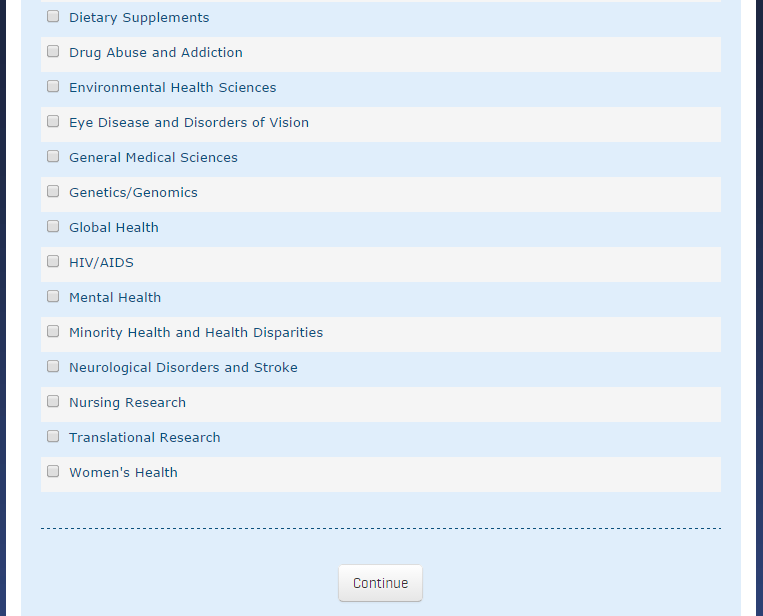 Dietary Supplements
Drug Abuse and Addiction
Environmental Health Sciences
Eye Disease and Disorders of Vision
General Medical Sciences
Genetics/Genomics
Global Health
HIV/AIDS
Mental Health
Minority Health and Health Disparities
Neurological Disorders and Stroke
Nursing Research
Translational Research
Women's Health
Continue